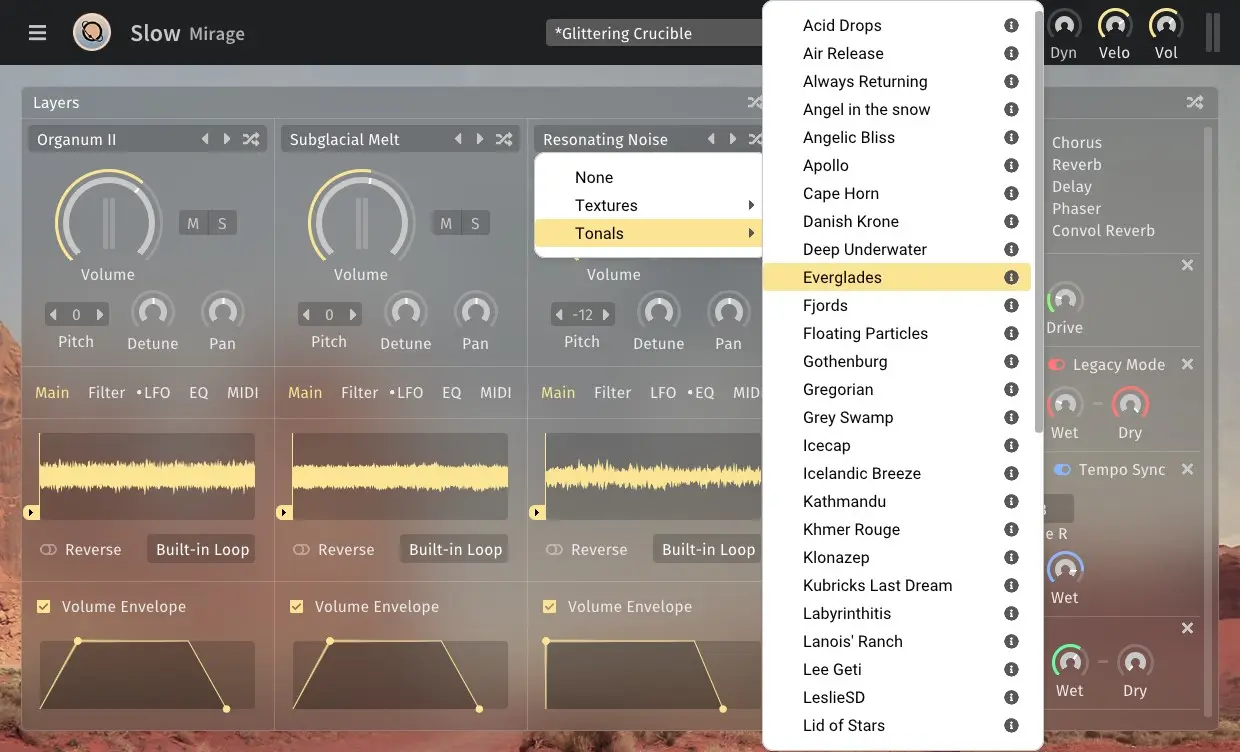 Slow Mirage
*Glittering Crucible
Dyn Velo Vol
Layers
Organum II
Subglacial Melt
Resonating Noise
None
Textures
Tonals
Volume
M S
Volume
M S
Volume
0
Pitch Detune Pan
0
Pitch Detune Pan
-12
Pitch Detune Pan
Main Filter •LFO EQ MIDI
Main Filter •LFO EQ MIDI
Main Filter LFO •EQ
Reverse Built-in Loop
Reverse Built-in Loop
Reverse Built-in Loop
Volume Envelope
Volume Envelope
Volume Envelope
Acid Drops
Air Release
Always Returning
Angel in the snow
Angelic Bliss
Apollo
Cape Horn
Danish Krone
Deep Underwater
Everglades
Fjords
Floating Particles
Gothenburg
Gregorian
Grey Swamp
Icecap
Icelandic Breeze
Kathmandu
Khmer Rouge
Klonazep
Kubricks Last Dream
Labyrinthitis
Lanois' Ranch
Lee Geti
LeslieSD
Lid of Stars
Chorus
Reverb
Delay
Phaser
Convol Reverb
Drive
Legacy Mode
Wet Dry
Tempo Sync
e R
Wet
Wet Dry